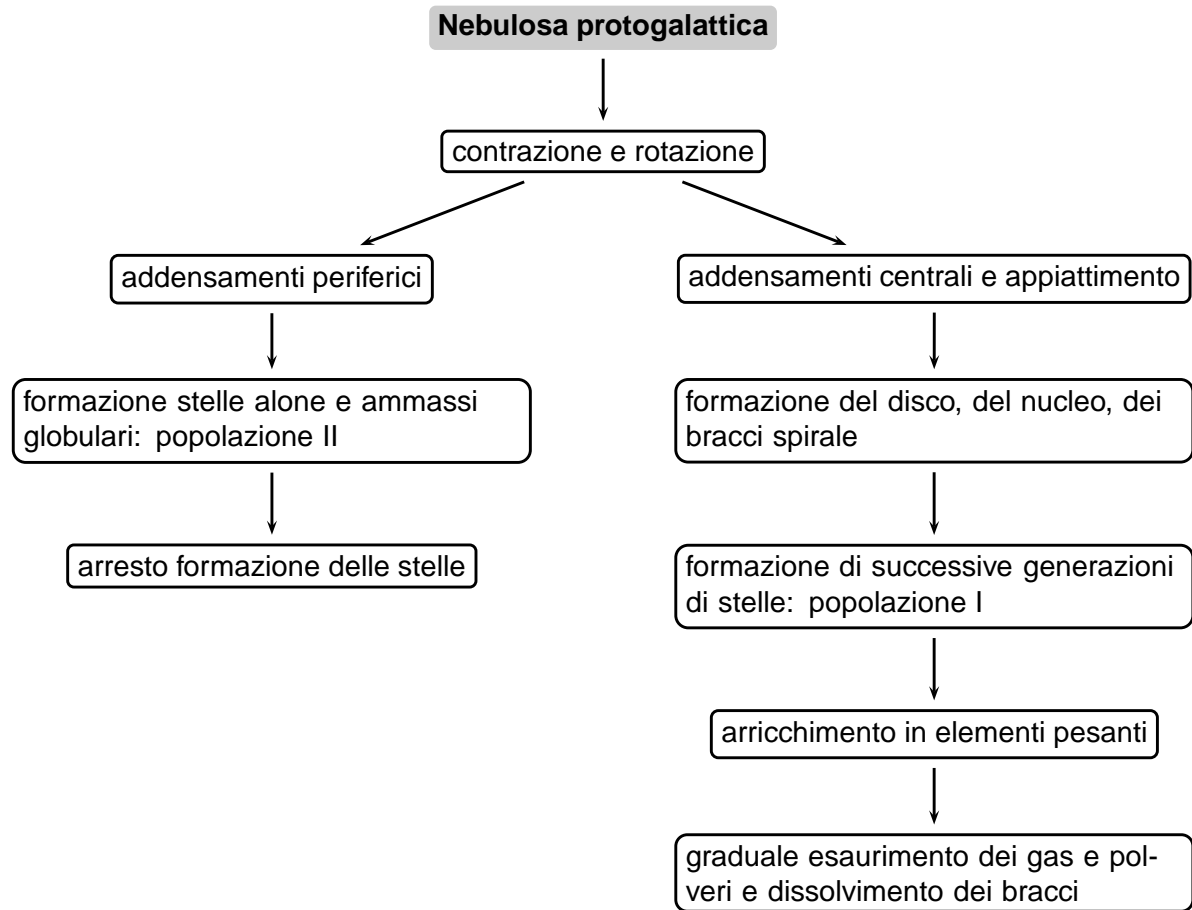 Nebulosa protogalattica
contrazione e rotazione
addensamenti periferici
addensamenti centrali e appiattimento
formazione stelle alone e ammassi
globulari: popolazione II
formazione del disco, del nucleo, dei
bracci spirale
arresto formazione delle stelle
formazione di successive generazioni
di stelle: popolazione I
arricchimento in elementi pesanti
graduale esaurimento dei gas e pol-
veri e dissolvimento dei bracci